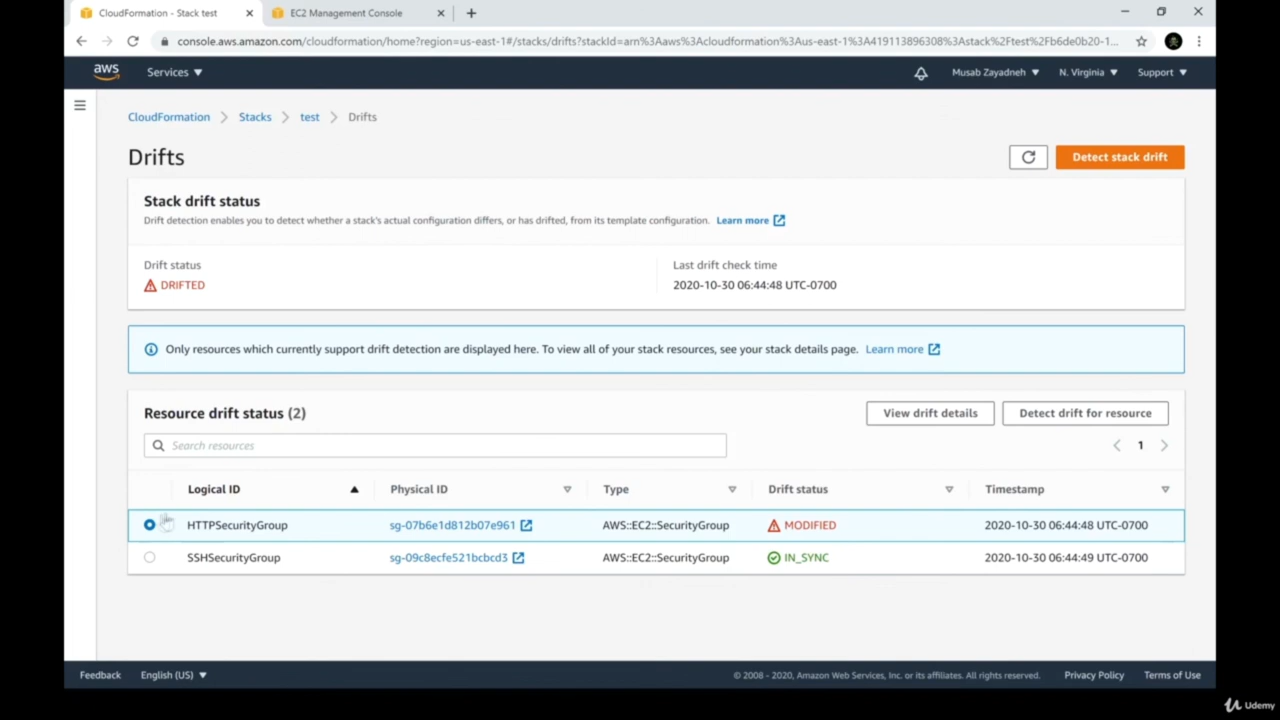 CloudFormation - Stack test
EC2 Management Console
console.aws.amazon.com/cloudformation/home?region=us-east-1#/stacks/drifts?stackId=arn%3Aaws%3Acloudformation%3Aus-east-1%3A419113896308%3Astack%2Ftest%2Fb6de0b20-1...
aws
Services
Musab Zayadneh
N. Virginia
Support
CloudFormation
Stacks
test
Drifts
Drifts
Detect stack drift
Stack drift status
Drift detection enables you to detect whether a stack's actual configuration differs, or has drifted, from its template configuration. Learn more
Drift status
Last drift check time
DRIFTED
2020-10-30 06:44:48 UTC-0700
Only resources which currently support drift detection are displayed here. To view all of your stack resources, see your stack details page. Learn more
Resource drift status (2)
View drift details
Detect drift for resource
Search resources
1
Logical ID
Physical ID
Type
Drift status
Timestamp
HTTPSecurityGroup
sg-07b6e1d812b07e961
AWS::EC2::SecurityGroup
MODIFIED
2020-10-30 06:44:48 UTC-0700
SSHSecurityGroup
sg-09c8ecfe521bcbcd3
AWS::EC2::SecurityGroup
IN_SYNC
2020-10-30 06:44:49 UTC-0700
Feedback
English (US)
© 2008 - 2020, Amazon Web Services, Inc. or its affiliates. All rights reserved.
Privacy Policy
Terms of Use
Udemy